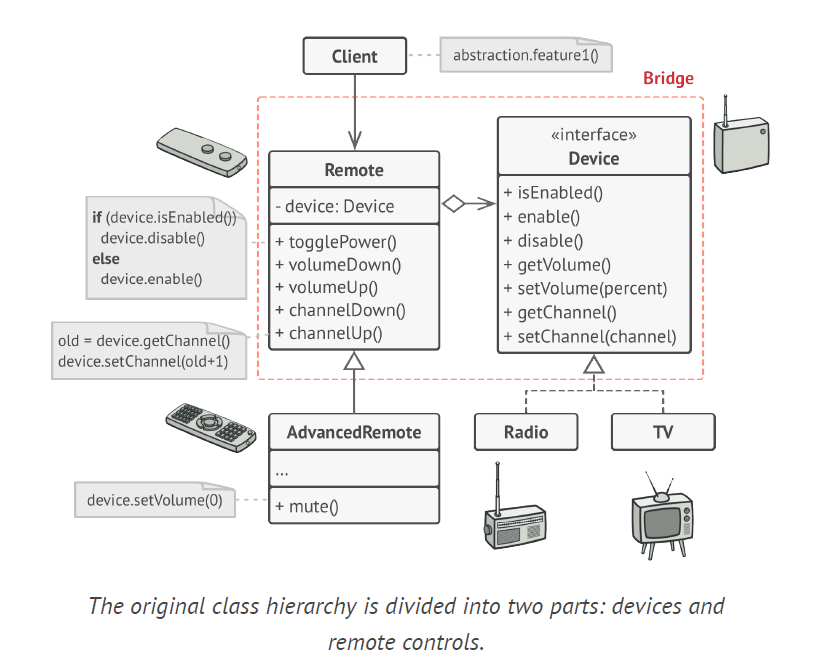 Client
abstraction.feature1()
Bridge
«interface»
Device
+ isEnabled()
+ enable()
+ disable()
+ getVolume()
+ setVolume(percent)
+ getChannel()
+ setChannel(channel)
Remote
- device: Device
+ togglePower()
+ volumeDown()
+ volumeUp()
+ channelDown()
+ channelUp()
if (device.isEnabled())
device.disable()
else
device.enable()
old = device.getChannel()
device.setChannel(old+1)
AdvancedRemote
...
+ mute()
device.setVolume(0)
Radio
TV
The original class hierarchy is divided into two parts: devices and
remote controls.